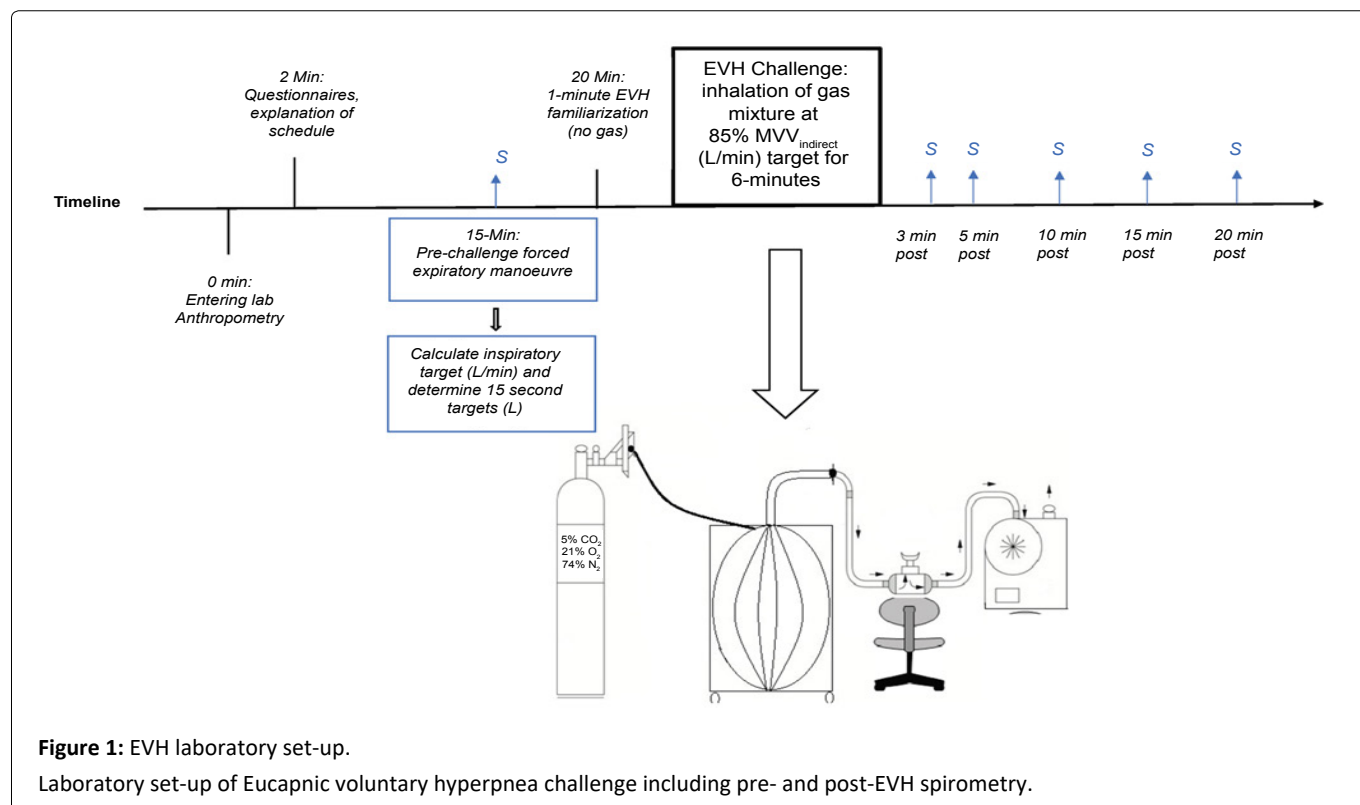 2 Min:
Questionnaires,
explanation of
schedule
S
20 Min:
1-minute EVH
familiarization
(no gas)
EVH Challenge:
inhalation of gas
mixture at
85% MVVindirect
(L/min) target for
6-minutes
S
S
S
S
S
Timeline
0 min:
Entering lab
Anthropometry
15-Min:
Pre-challenge forced
expiratory manoeuvre
Calculate inspiratory
target (L/min) and
determine 15 second
targets (L)
3 min
post
5 min
post
10 min
post
15 min
post
20 min
post
5% CO2
21% O2
74% N2
Figure 1: EVH laboratory set-up.
Laboratory set-up of Eucapnic voluntary hyperpnea challenge including pre- and post-EVH spirometry.